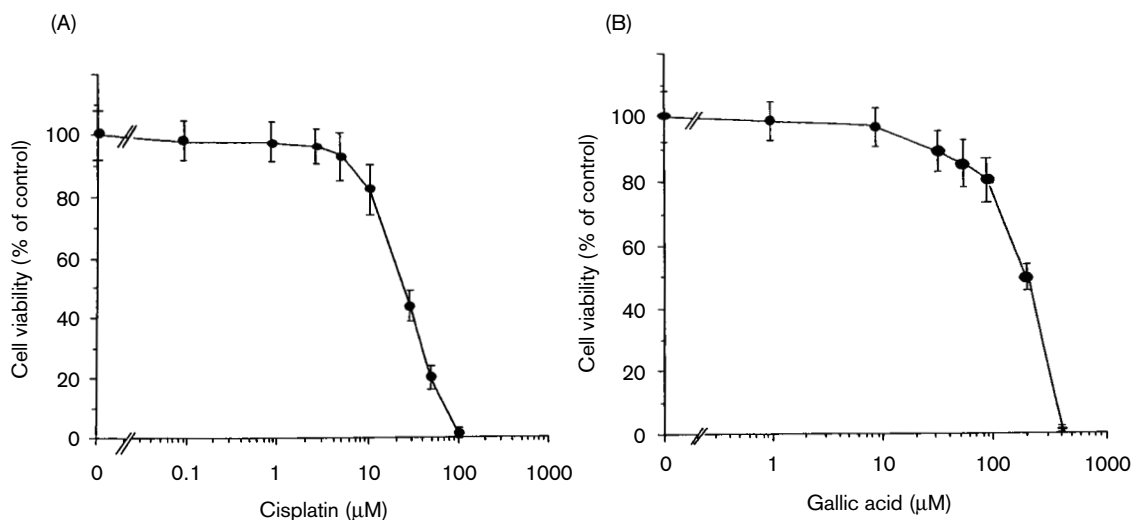 (A)
Cell viability (% of control)
100
80
60
40
20
0
0 0.1 1 10 100 1000
Cisplatin (μM)
(B)
Cell viability (% of control)
100
80
60
40
20
0
0 1 10 100 1000
Gallic acid (μM)